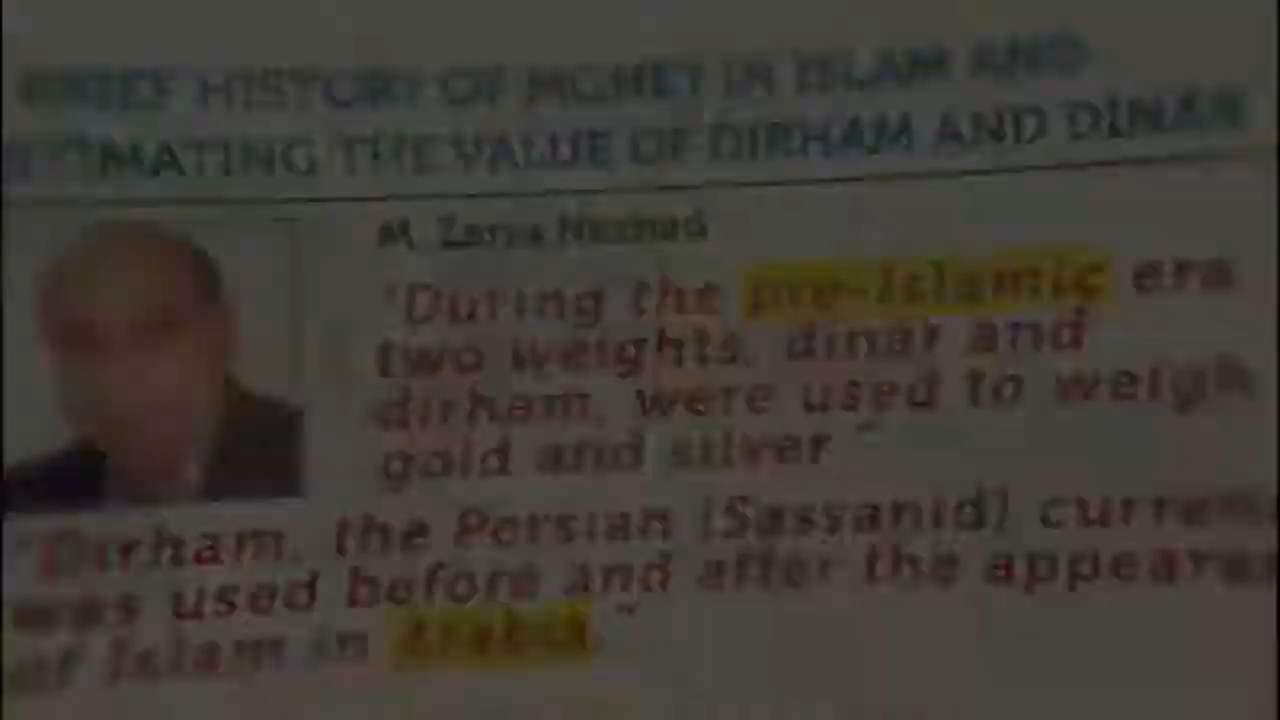 BRIEF HISTORY OF MONEY IN ISLAM AND
ESTIMATING THE VALUE OF DIRHAM AND DINAR
M.
"During the pre-Islamic era
two weights, dinar and
dirham, were used to weigh
gold and silver."
"Dirham, the Persian (Sassanid)
was used before and after the
of Islam in Arabia."